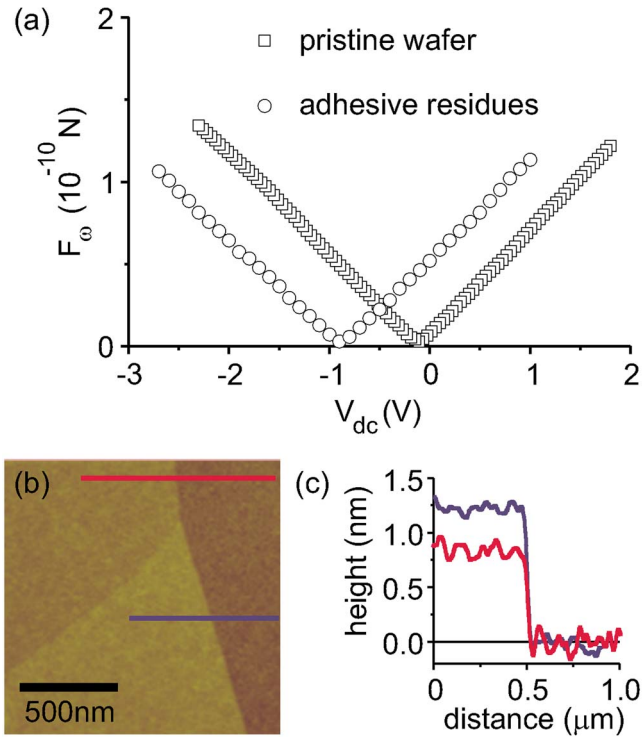 (a)
2
1
0
F_ω (10^-10 N)
□ pristine wafer
○ adhesive residues
-3 -2 -1 0 1 2
V_dc (V)
(b)
500nm
(c)
1.5
1.0
0.5
0.0
height (nm)
0 0.5 1.0
distance (μm)